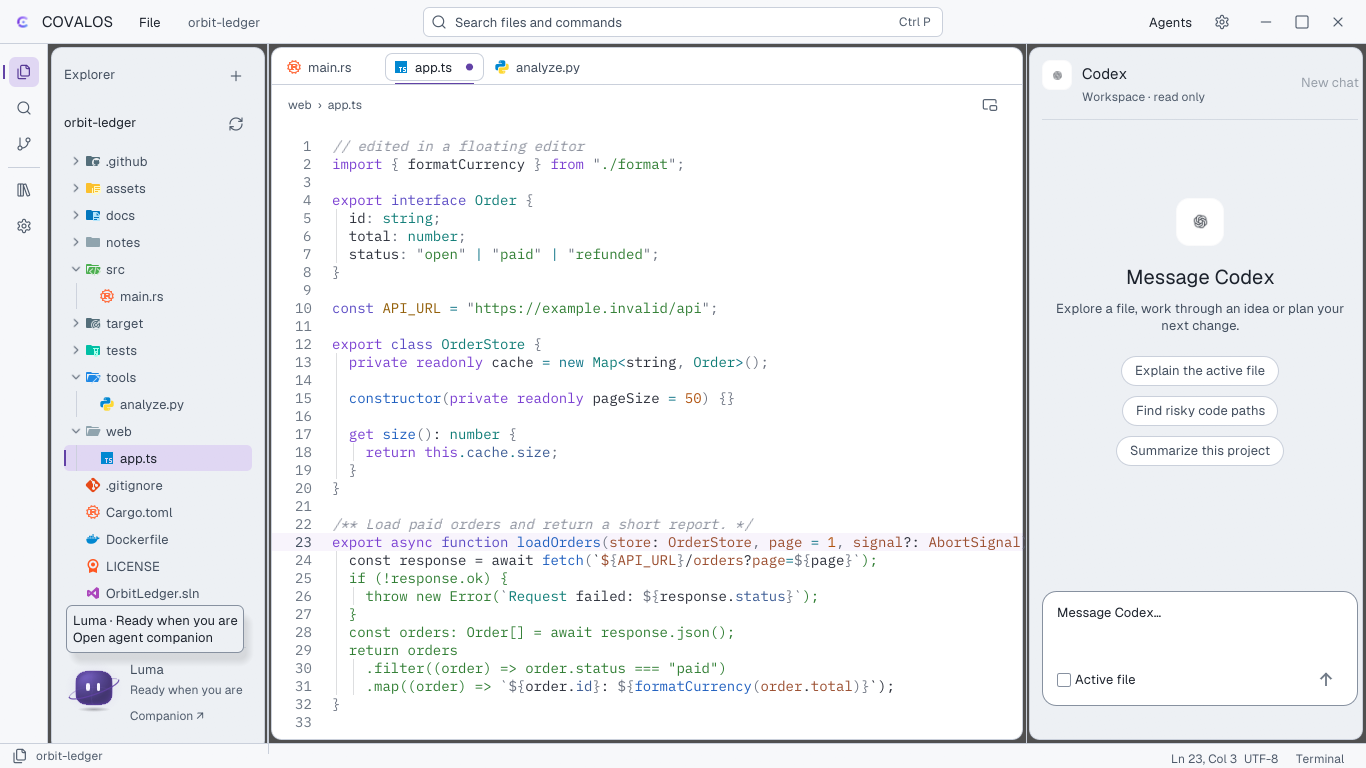 COVALOS File orbit-ledger Search files and commands Ctrl P Agents
Explorer
orbit-ledger
.github
assets
docs
notes
src
main.rs
target
tests
tools
analyze.py
web
app.ts
.gitignore
Cargo.toml
Dockerfile
LICENSE
OrbitLedger.sln
Luma · Ready when you are
Open agent companion
Luma
Ready when you are
Companion ↗
main.rs app.ts analyze.py
web › app.ts
1 // edited in a floating editor
2 import { formatCurrency } from "./format";
3
4 export interface Order {
5   id: string;
6   total: number;
7   status: "open" | "paid" | "refunded";
8 }
9
10 const API_URL = "https://example.invalid/api";
11
12 export class OrderStore {
13   private readonly cache = new Map<string, Order>();
14
15   constructor(private readonly pageSize = 50) {}
16
17   get size(): number {
18     return this.cache.size;
19   }
20 }
21
22 /** Load paid orders and return a short report. */
23 export async function loadOrders(store: OrderStore, page = 1, signal?: AbortSignal
24   const response = await fetch(`${API_URL}/orders?page=${page}`);
25   if (!response.ok) {
26     throw new Error(`Request failed: ${response.status}`);
27   }
28   const orders: Order[] = await response.json();
29   return orders
30     .filter((order) => order.status === "paid")
31     .map((order) => `${order.id}: ${formatCurrency(order.total)}`);
32 }
33
Codex
Workspace · read only
New chat
Message Codex
Explore a file, work through an idea or plan your
next change.
Explain the active file
Find risky code paths
Summarize this project
Message Codex…
Active file
orbit-ledger Ln 23, Col 3 UTF-8 Terminal